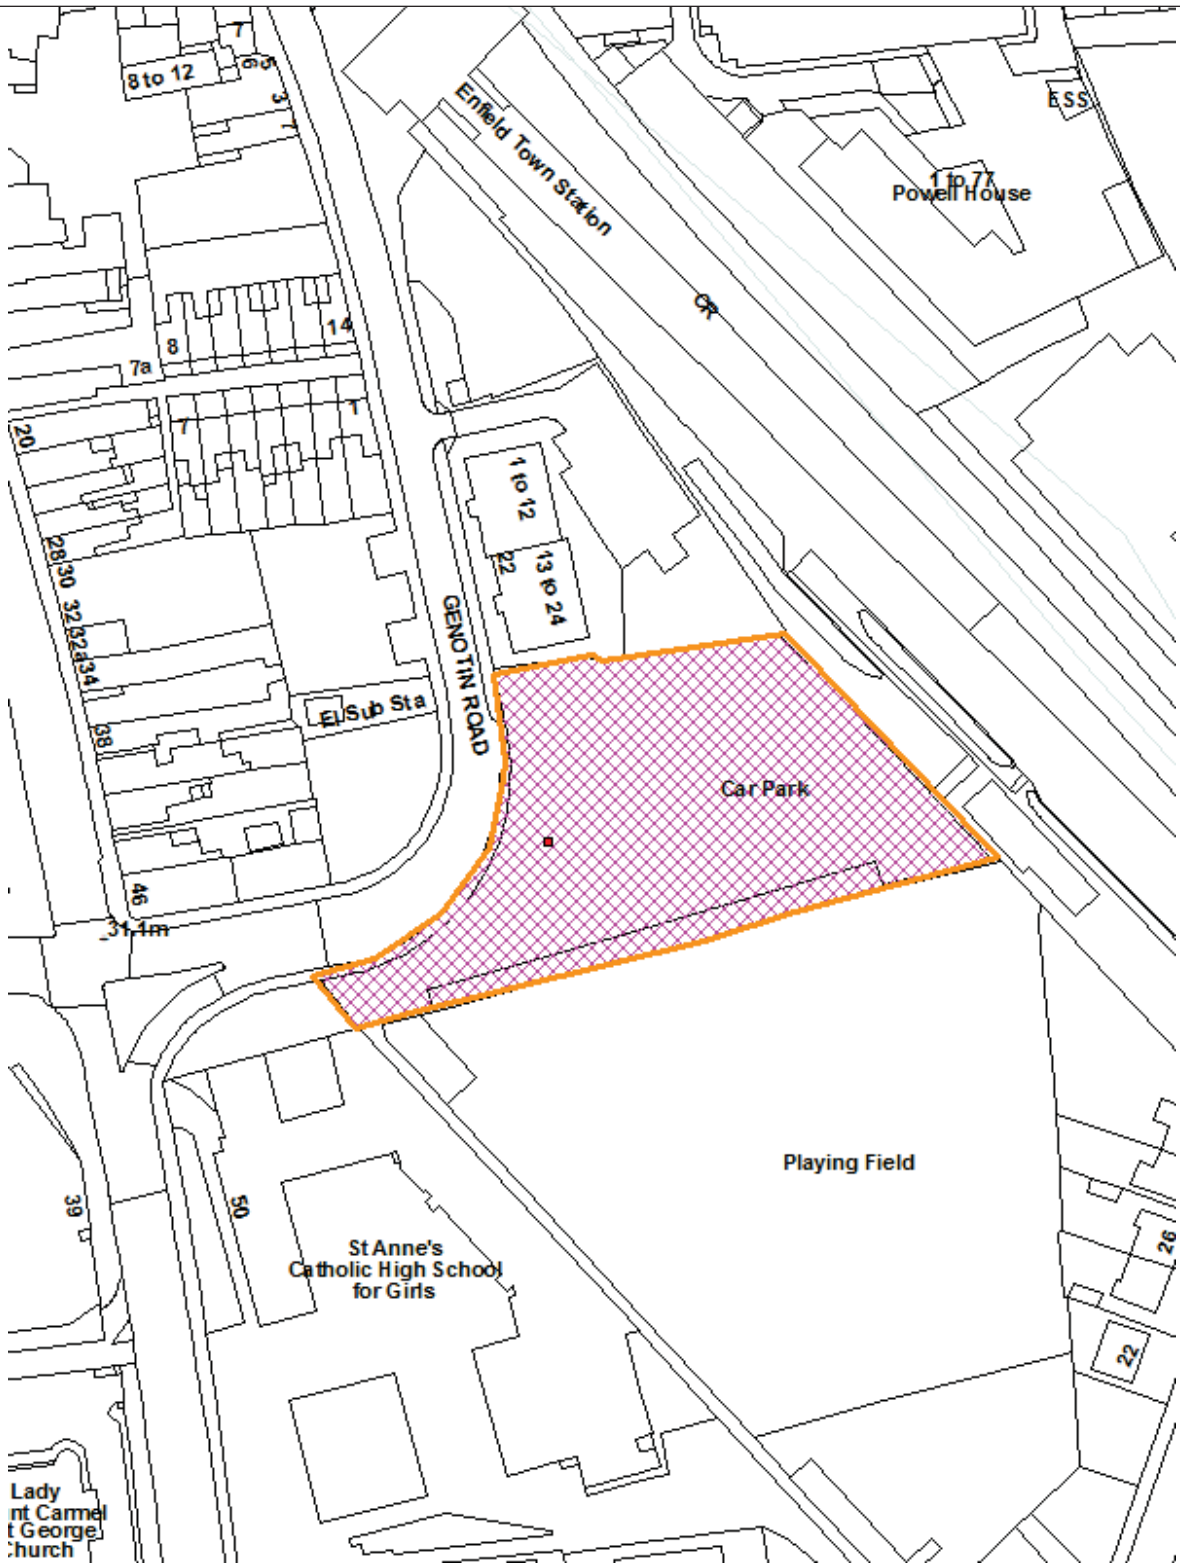 7
5
6
8 to 12
3
7
Enfield Town Station
ESS
1 to 77
Powell House
CR
14
8
7a
1
7
20
1 to 12
22
13 to 24
28
30
32
32a
34
38
GENOTIN ROAD
El Sub Sta
Car Park
46
31.1m
Playing Field
39
50
St Anne's
Catholic High School
for Girls
26
22
Lady
nt Carmel
t George
Church